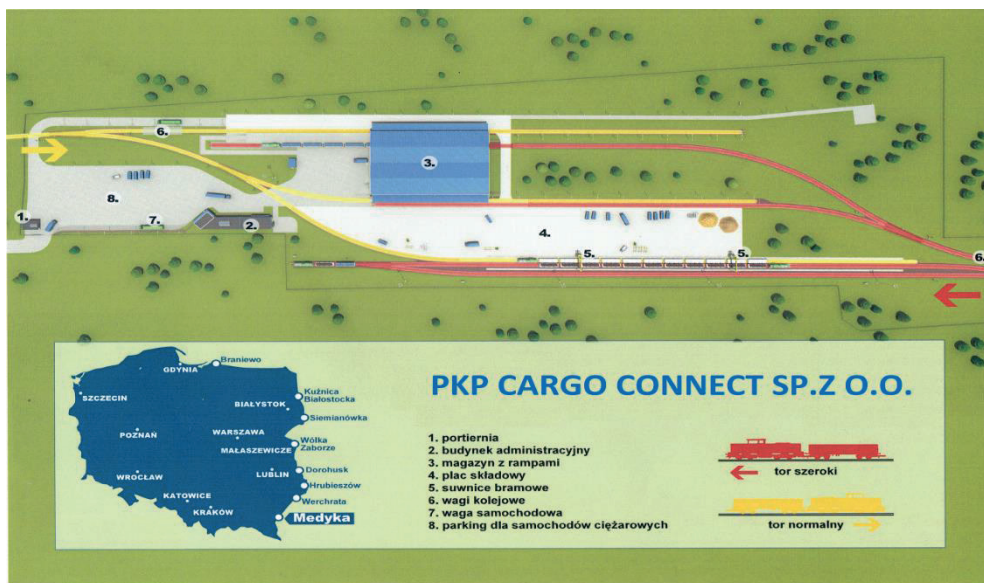 6.
3.
8.
1.
7.
2.
4.
5.
5.
6.
Braniewo
GDYNIA
SZCZECIN
Kuźnica
Białostocka
BIAŁYSTOK
Siemianówka
POZNAŃ
WARSZAWA
Wólka
Zaborze
MAŁASZEWICZE
WROCŁAW
LUBLIN
Dorohusk
Hrubieszów
KATOWICE
Werchrata
KRAKÓW
Medyka
PKP CARGO CONNECT SP.Z O.O.
1. portiernia
2. budynek administracyjny
3. magazyn z rampami
4. plac składowy
5. suwnice bramowe
6. wagi kolejowe
7. waga samochodowa
8. parking dla samochodów ciężarowych
tor szeroki
tor normalny